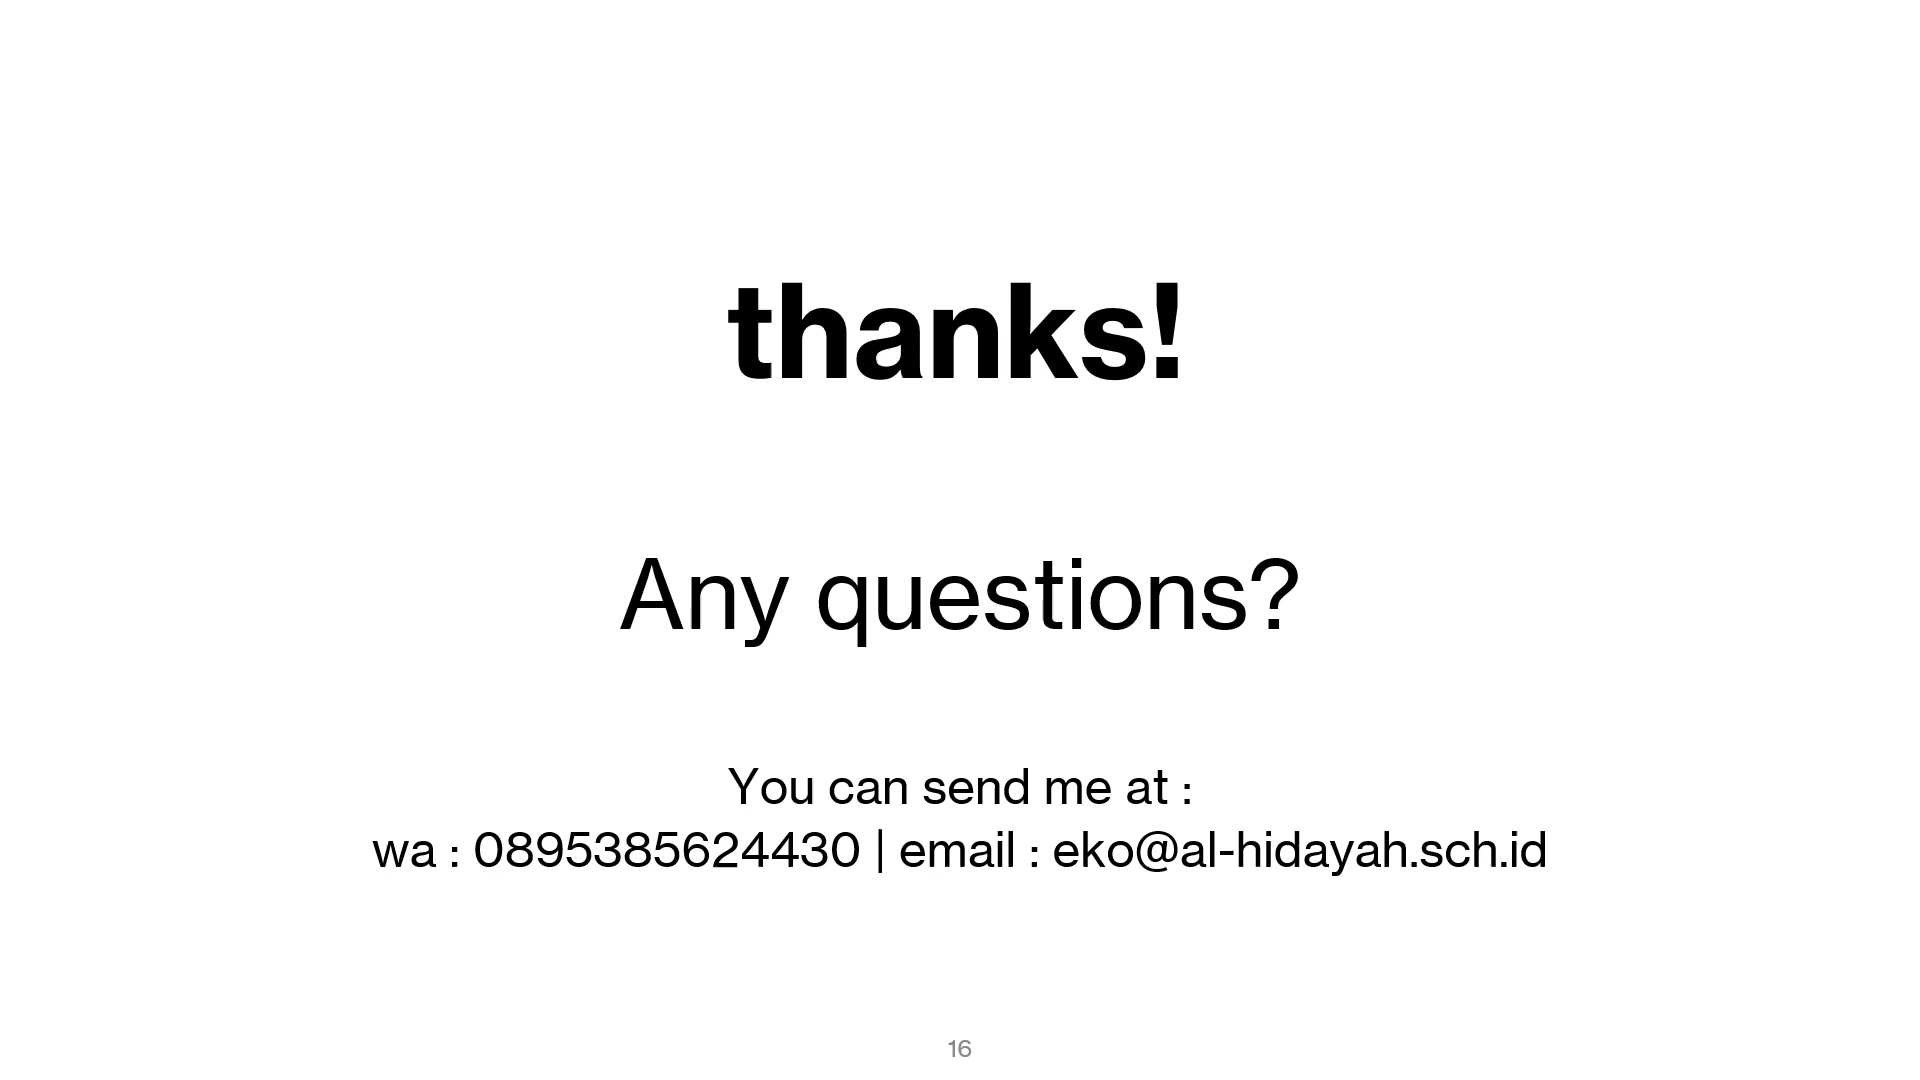 thanks!
Any questions?
You can send me at :
wa : 0895385624430 | email : eko@al-hidayah.sch.id
16